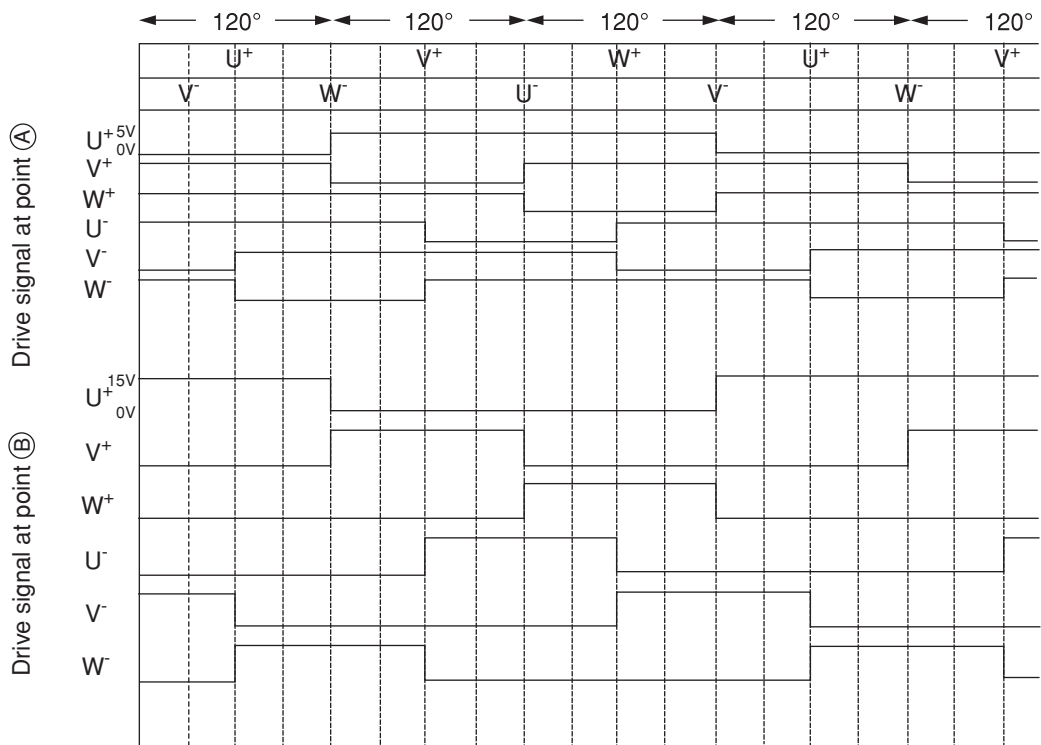 120° 120° 120° 120° 120°
U⁺ V⁺ W⁺ U⁺ V⁺
V⁻ W⁻ U⁻ V⁻ W⁻
Drive signal at point Ⓐ
U⁺ 5V
0V
V⁺
W⁺
U⁻
V⁻
W⁻
Drive signal at point Ⓑ
U⁺ 15V
0V
V⁺
W⁺
U⁻
V⁻
W⁻